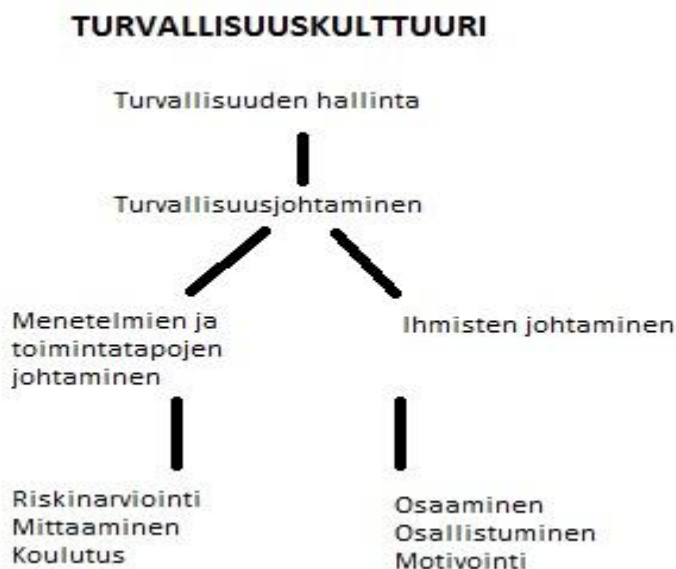 TURVALLISUUSKULTTUURI
Turvallisuuden hallinta
Turvallisuusjohtaminen
Menetelmien ja
toimintatapojen
johtaminen
Ihmisten johtaminen
Riskinarviointi
Mittaaminen
Koulutus
Osaaminen
Osallistuminen
Motivointi